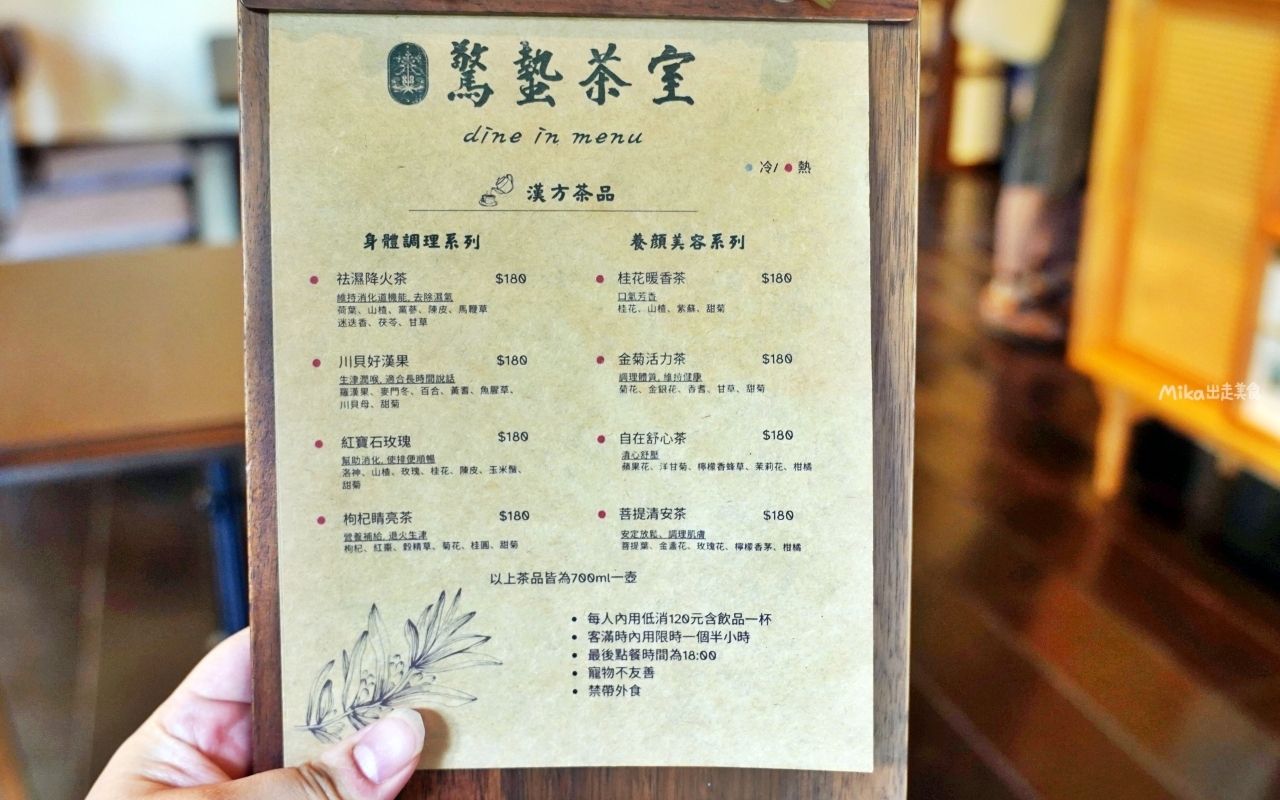 驚蟄茶室
dine in menu
冷/ 熱
漢方茶品
身體調理系列
祛濕降火茶 $180
維持消化道機能, 去除濕氣
荷葉、山楂、黨蔘、陳皮、馬鞭草
迷迭香、茯苓、甘草
川貝好漢果 $180
生津潤喉, 適合長時間說話
羅漢果、麥門冬、百合、黃耆、魚腥草、
川貝母、甜菊
紅寶石玫瑰 $180
幫助消化, 使排便順暢
洛神、山楂、玫瑰、桂花、陳皮、玉米鬚、
甜菊
枸杞睛亮茶 $180
營養補給, 退火生津
枸杞、紅棗、穀精草、菊花、桂圓、甜菊
養顏美容系列
桂花暖香茶 $180
口氣芳香
桂花、山楂、紫蘇、甜菊
金菊活力茶 $180
調理體質, 維拉健康
菊花、金銀花、香耆、甘草、甜菊
自在舒心茶 $180
清心舒壓
蘋果花、洋甘菊、檸檬香蜂草、茉莉花、柑橘
菩提清安茶 $180
安定放鬆、調理肌膚
菩提葉、金盞花、玫瑰花、檸檬香茅、柑橘
以上茶品皆為700ml一壺
• 每人內用低消120元含飲品一杯
• 客滿時內用限時一個半小時
• 最後點餐時間為18:00
• 寵物不友善
• 禁帶外食
Mika出走美食